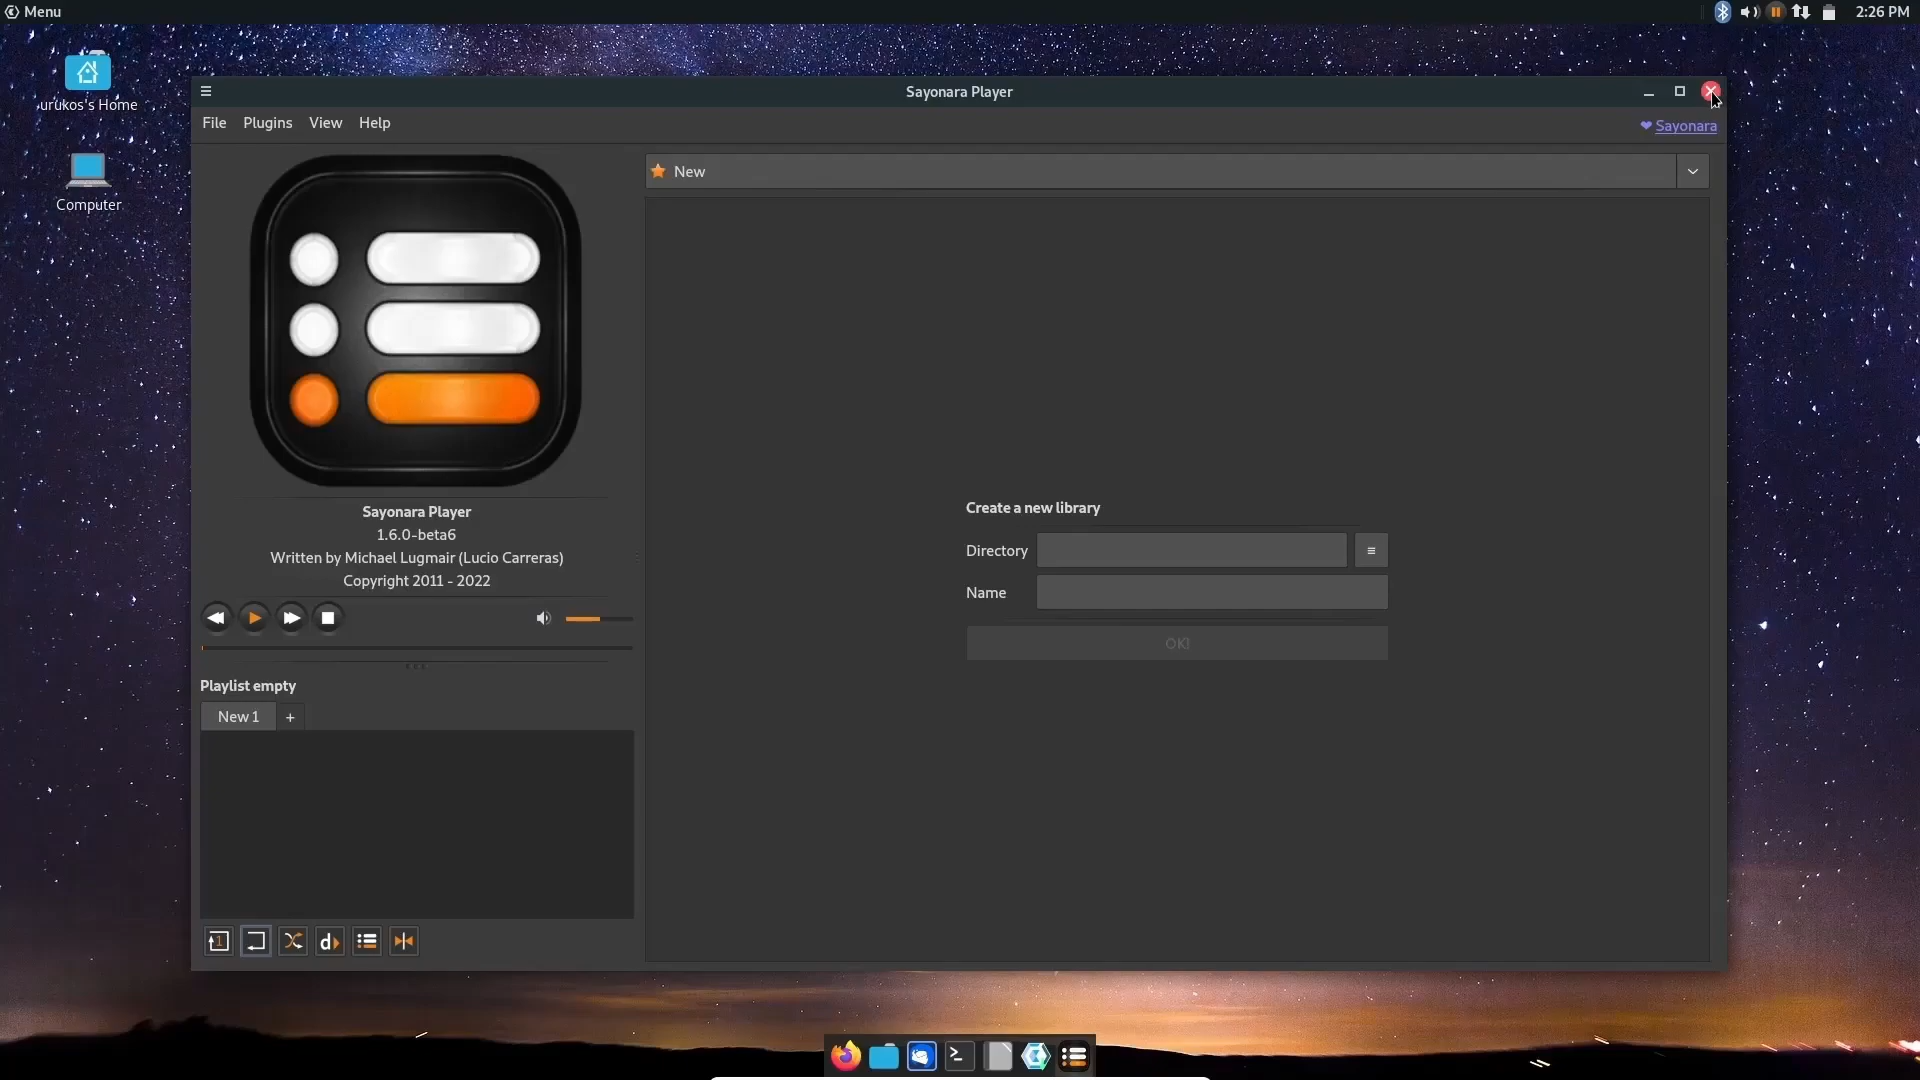 Menu
2:26 PM
urukos's Home
Computer
Sayonara Player
File Plugins View Help
❤ Sayonara
New
Sayonara Player
1.6.0-beta6
Written by Michael Lugmair (Lucio Carreras)
Copyright 2011 - 2022
Playlist empty
New 1 +
Create a new library
Directory
Name
OK!